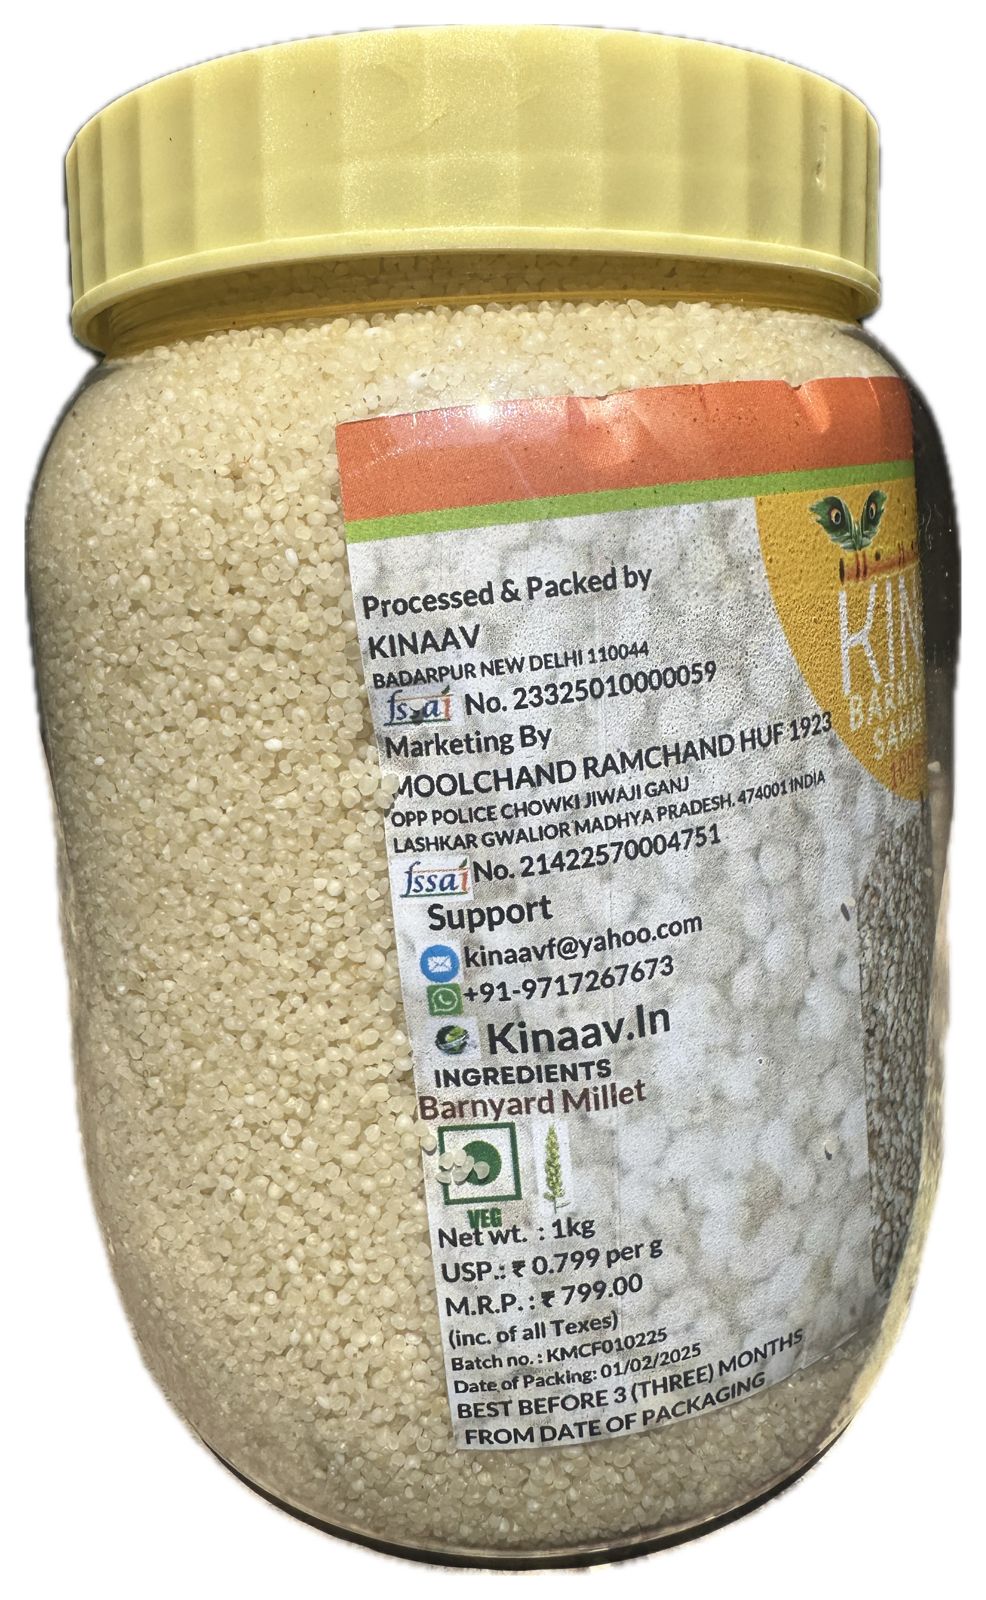 Processed & Packed by
KINAAV
BADARPUR NEW DELHI 110044
fssai No. 23325010000059
Marketing By
MOOLCHAND RAMCHAND HUF 1923
OPP POLICE CHOWKI JIWAJI GANJ
LASHKAR GWALIOR MADHYA PRADESH. 474001 INDIA
fssai No. 21422570004751
Support
kinaavf@yahoo.com
+91-9717267673
Kinaav.In
INGREDIENTS
Barnyard Millet
VEG
Net wt. : 1kg
USP.: ₹ 0.799 per g
M.R.P. : ₹ 799.00
(inc. of all Texes)
Batch no. : KMCF010225
Date of Packing: 01/02/2025
BEST BEFORE 3 (THREE) MONTHS
FROM DATE OF PACKAGING
KIN